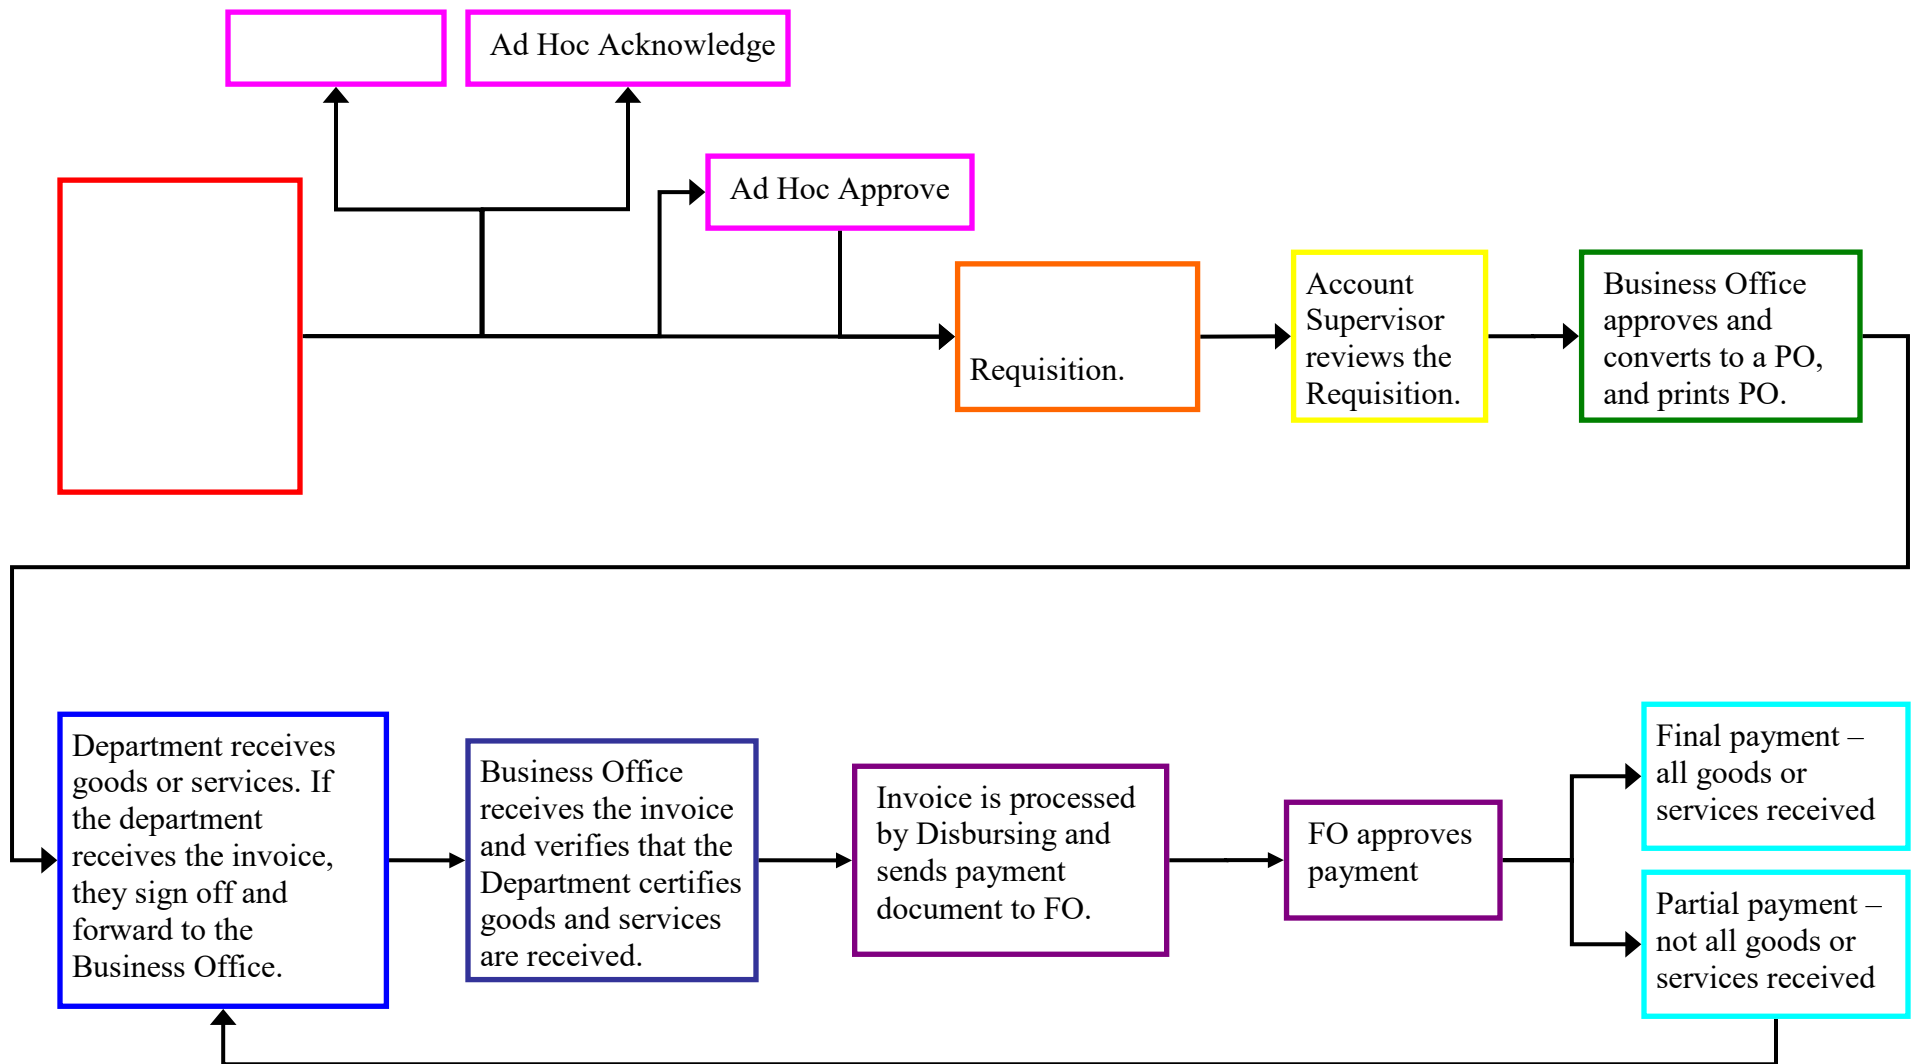 Ad Hoc Acknowledge
Ad Hoc Approve
Requisition.
Account
Supervisor
reviews the
Requisition.
Business Office
approves and
converts to a PO,
and prints PO.
Department receives
goods or services. If
the department
receives the invoice,
they sign off and
forward to the
Business Office.
Business Office
receives the invoice
and verifies that the
Department certifies
goods and services
are received.
Invoice is processed
by Disbursing and
sends payment
document to FO.
FO approves
payment
Final payment –
all goods or
services received
Partial payment –
not all goods or
services received